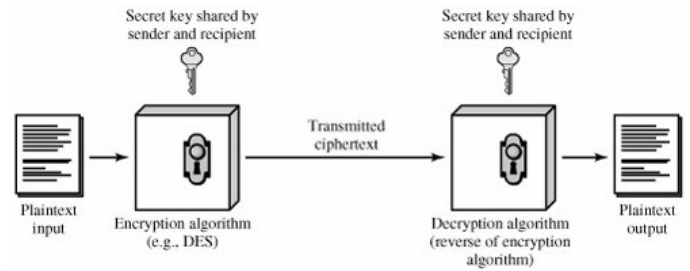 Secret key shared by
sender and recipient
Secret key shared by
sender and recipient
Transmitted
ciphertext
Plaintext
input
Encryption algorithm
(e.g., DES)
Decryption algorithm
(reverse of encryption
algorithm)
Plaintext
output